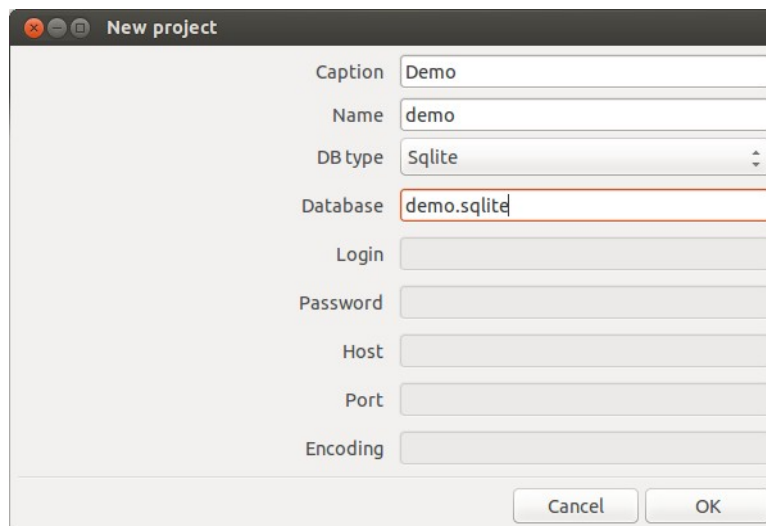 New project
Caption Demo
Name demo
DB type Sqlite
Database demo.sqlite
Login
Password
Host
Port
Encoding
Cancel OK